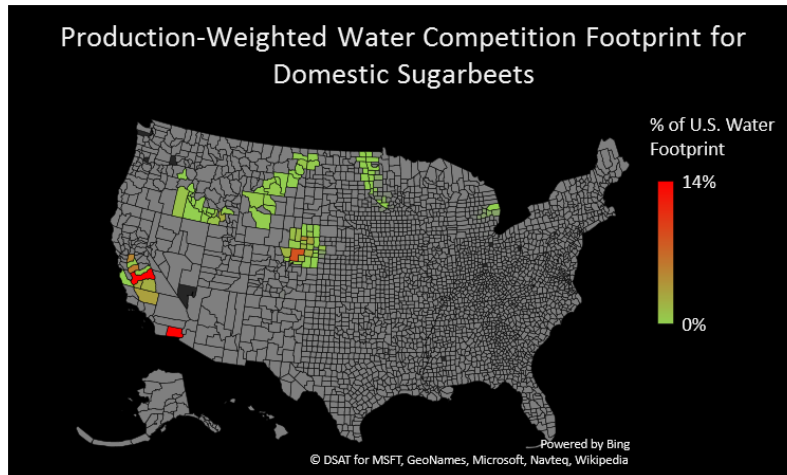 Production-Weighted Water Competition Footprint for
Domestic Sugarbeets
% of U.S. Water
Footprint
14%
0%
Powered by Bing
© DSAT for MSFT, GeoNames, Microsoft, Navteq, Wikipedia